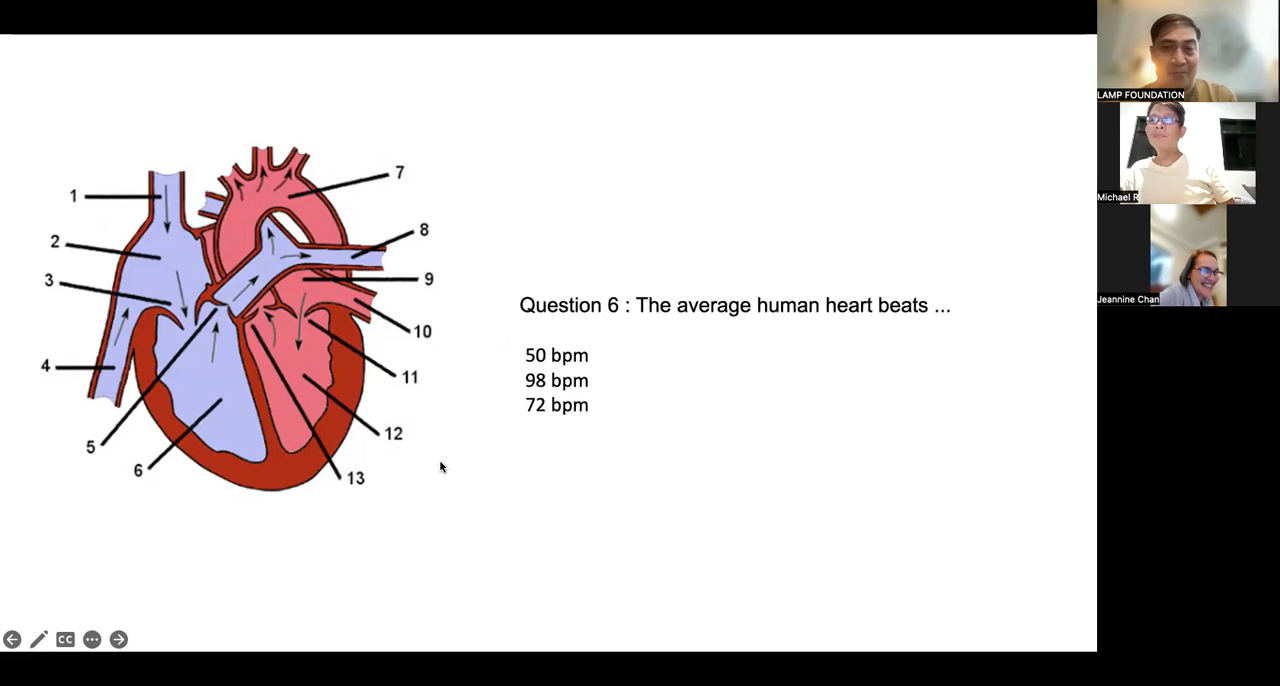 1
2
3
4
5
6
7
8
9
10
11
12
13
Question 6 : The average human heart beats ...
50 bpm
98 bpm
72 bpm
CC
LAMP FOUNDATION
Michael R
Jeannine Chan